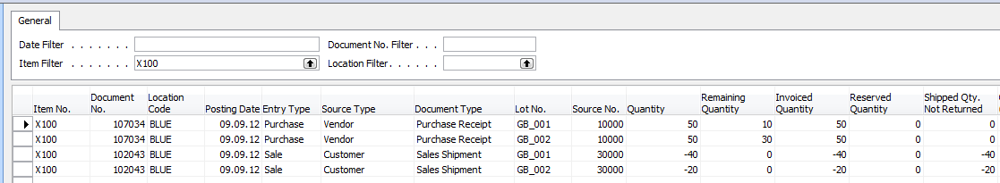 General
Date Filter . . . . . . . Document No. Filter . . .
Item Filter . . . . . . . X100 Location Filter. . . . . .
Item No. Document No. Location Code Posting Date Entry Type Source Type Document Type Lot No. Source No. Quantity Remaining Quantity Invoiced Quantity Reserved Quantity Shipped Qty. Not Returned
X100 107034 BLUE 09.09.12 Purchase Vendor Purchase Receipt GB_001 10000 50 10 50 0 0
X100 107034 BLUE 09.09.12 Purchase Vendor Purchase Receipt GB_002 10000 50 30 50 0 0
X100 102043 BLUE 09.09.12 Sale Customer Sales Shipment GB_001 30000 -40 0 -40 0 -40
X100 102043 BLUE 09.09.12 Sale Customer Sales Shipment GB_002 30000 -20 0 -20 0 -20